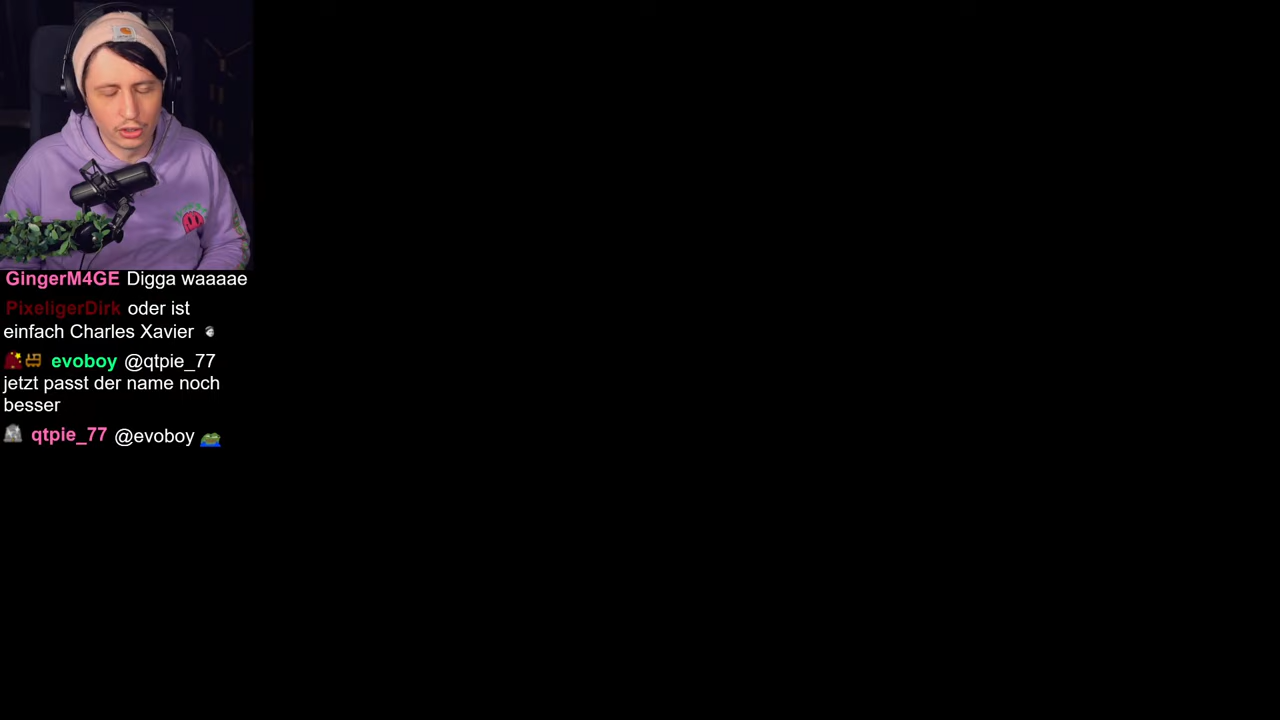 GingerM4GE Digga waaaae
PixeligerDirk oder ist
einfach Charles Xavier
evoboy @qtpie_77
jetzt passt der name noch
besser
qtpie_77 @evoboy